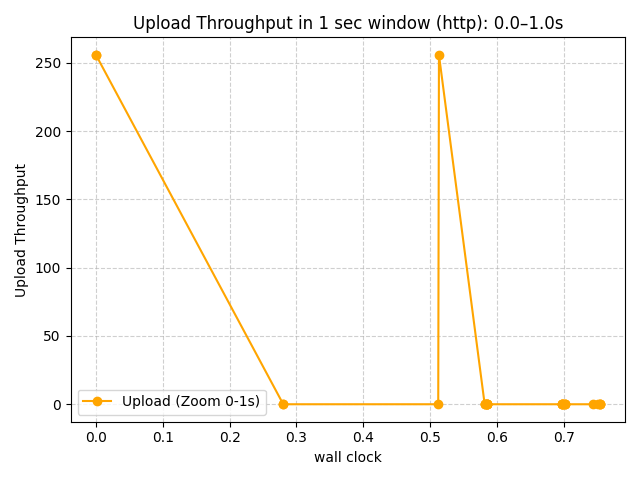 Upload Throughput in 1 sec window (http): 0.0–1.0s
Upload Throughput
250
200
150
100
50
0
Upload (Zoom 0-1s)
0.0 0.1 0.2 0.3 0.4 0.5 0.6 0.7
wall clock